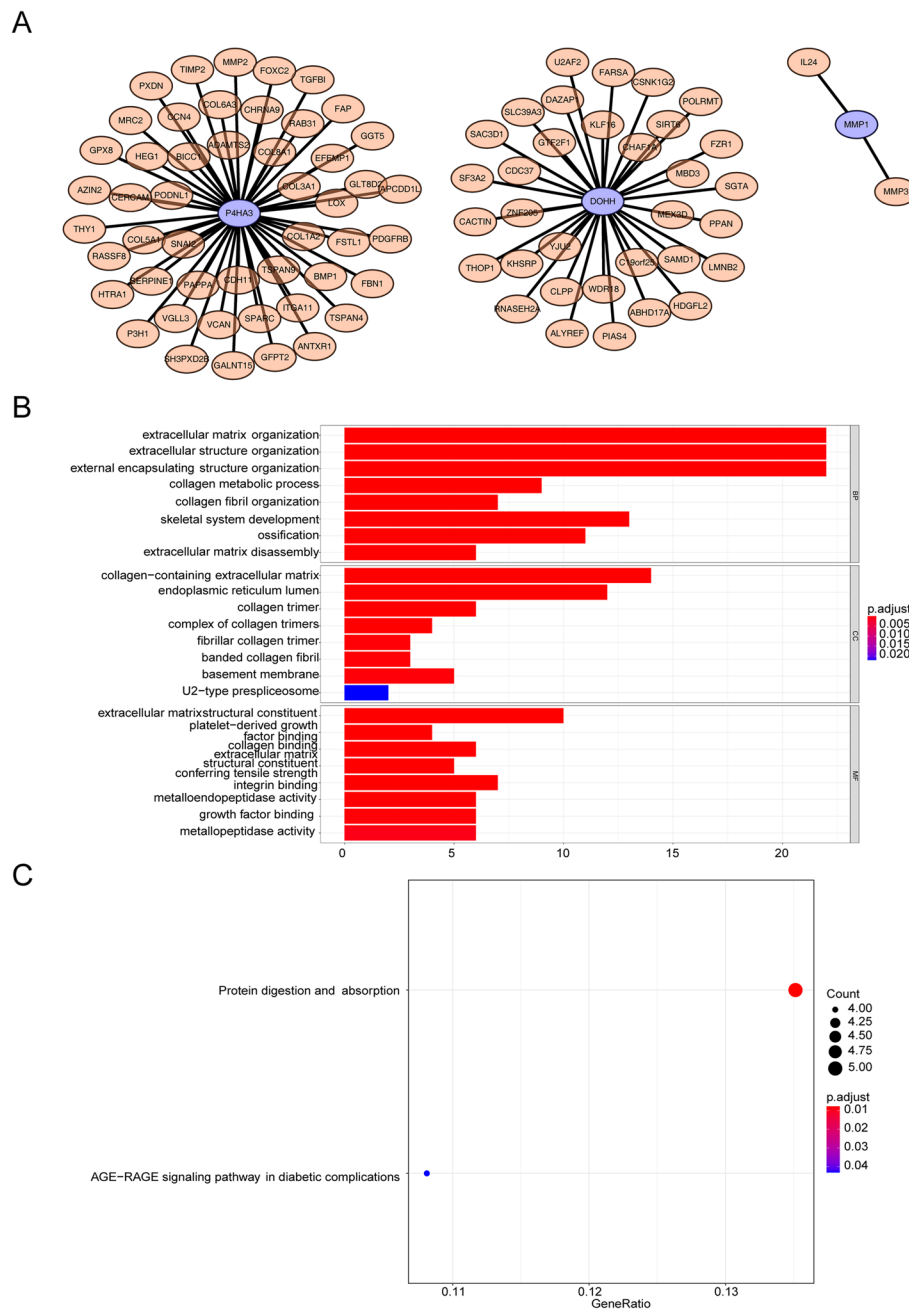 A
MMP2
TIMP2
FOXC2
TGFBI
PXDN
COL6A3
CHRNA9
FAP
CCN4
RAB31
MRC2
GGT5
ADAMTS2
COL8A1
GPX8
HEG1
BICC1
EFEMP1
COL3A1
GLT8D2
APCDD1L
AZIN2
CERCAM
PODNL1
LOX
P4HA3
THY1
COL5A1
SNAI2
COL1A2
FSTL1
PDGFRB
RASSF8
TSPAN9
BMP1
FBN1
SERPINE1
PAPPA
CDH11
HTRA1
ITGA11
TSPAN4
VGLL3
VCAN
SPARC
P3H1
ANTXR1
SH3PXD2B
GALNT15
GFPT2
U2AF2
FARSA
CSNK1G2
DAZAP1
POLRMT
SLC39A3
KLF16
SIRT6
SAC3D1
GTF2F1
CHAF1A
FZR1
SF3A2
CDC37
MBD3
SGTA
DOHH
CACTIN
ZNF205
MEX3D
PPAN
YJU2
THOP1
KHSRP
C19orf25
SAMD1
LMNB2
CLPP
WDR18
RNASEH2A
HDGFL2
ABHD17A
ALYREF
PIAS4
IL24
MMP1
MMP3
B
extracellular matrix organization
extracellular structure organization
external encapsulating structure organization
collagen metabolic process
collagen fibril organization
skeletal system development
ossification
extracellular matrix disassembly
BP
collagen−containing extracellular matrix
endoplasmic reticulum lumen
collagen trimer
complex of collagen trimers
fibrillar collagen trimer
banded collagen fibril
basement membrane
U2−type prespliceosome
CC
extracellular matrixstructural constituent
platelet−derived growth
factor binding
collagen binding
extracellular matrix
structural constituent
conferring tensile strength
integrin binding
metalloendopeptidase activity
growth factor binding
metallopeptidase activity
MF
0 5 10 15 20
p.adjust
0.005
0.010
0.015
0.020
C
Protein digestion and absorption
AGE−RAGE signaling pathway in diabetic complications
0.11 0.12 0.13
GeneRatio
Count
4.00
4.25
4.50
4.75
5.00
p.adjust
0.01
0.02
0.03
0.04